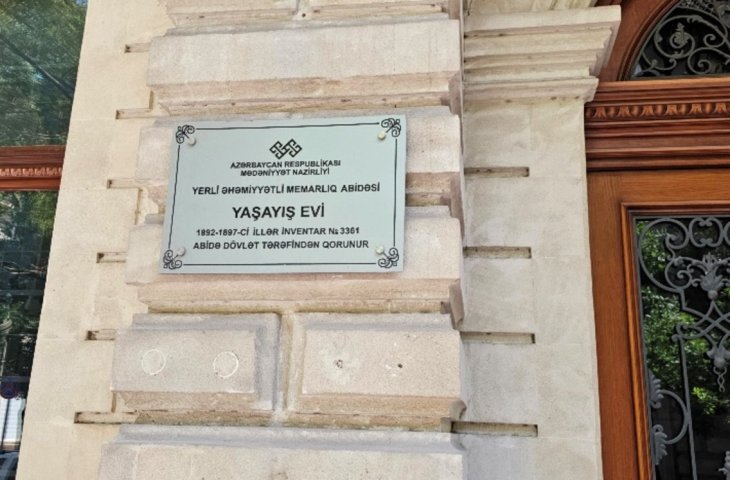 AZƏRBAYCAN RESPUBLİKASI
MƏDƏNİYYƏT NAZİRLİYİ
YERLİ ƏHƏMİYYƏTLİ MEMARLIQ ABİDƏSİ
YAŞAYIŞ EVİ
1892-1897-Cİ İLLƏR İNVENTAR № 3361
ABİDƏ DÖVLƏT TƏRƏFİNDƏN QORUNUR